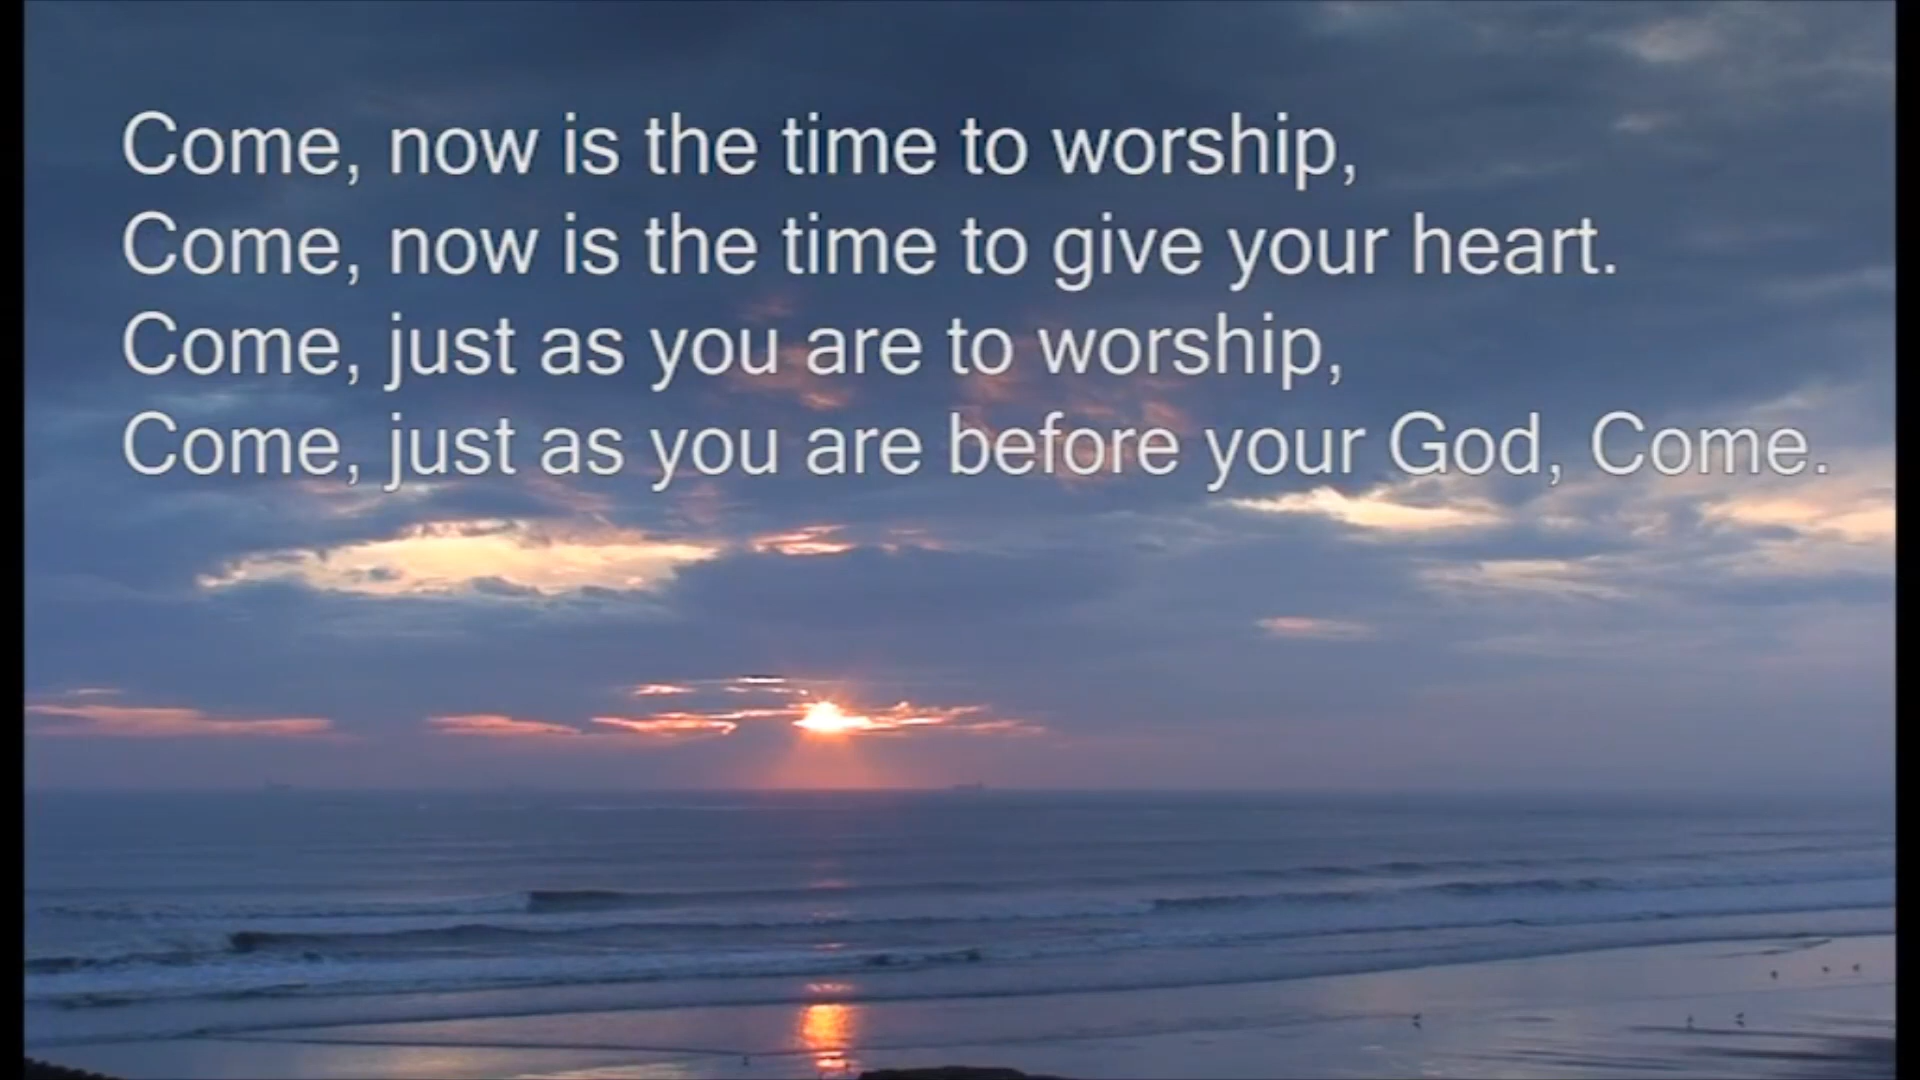 Come, now is the time to worship,
Come, now is the time to give your heart.
Come, just as you are to worship,
Come, just as you are before your God, Come.